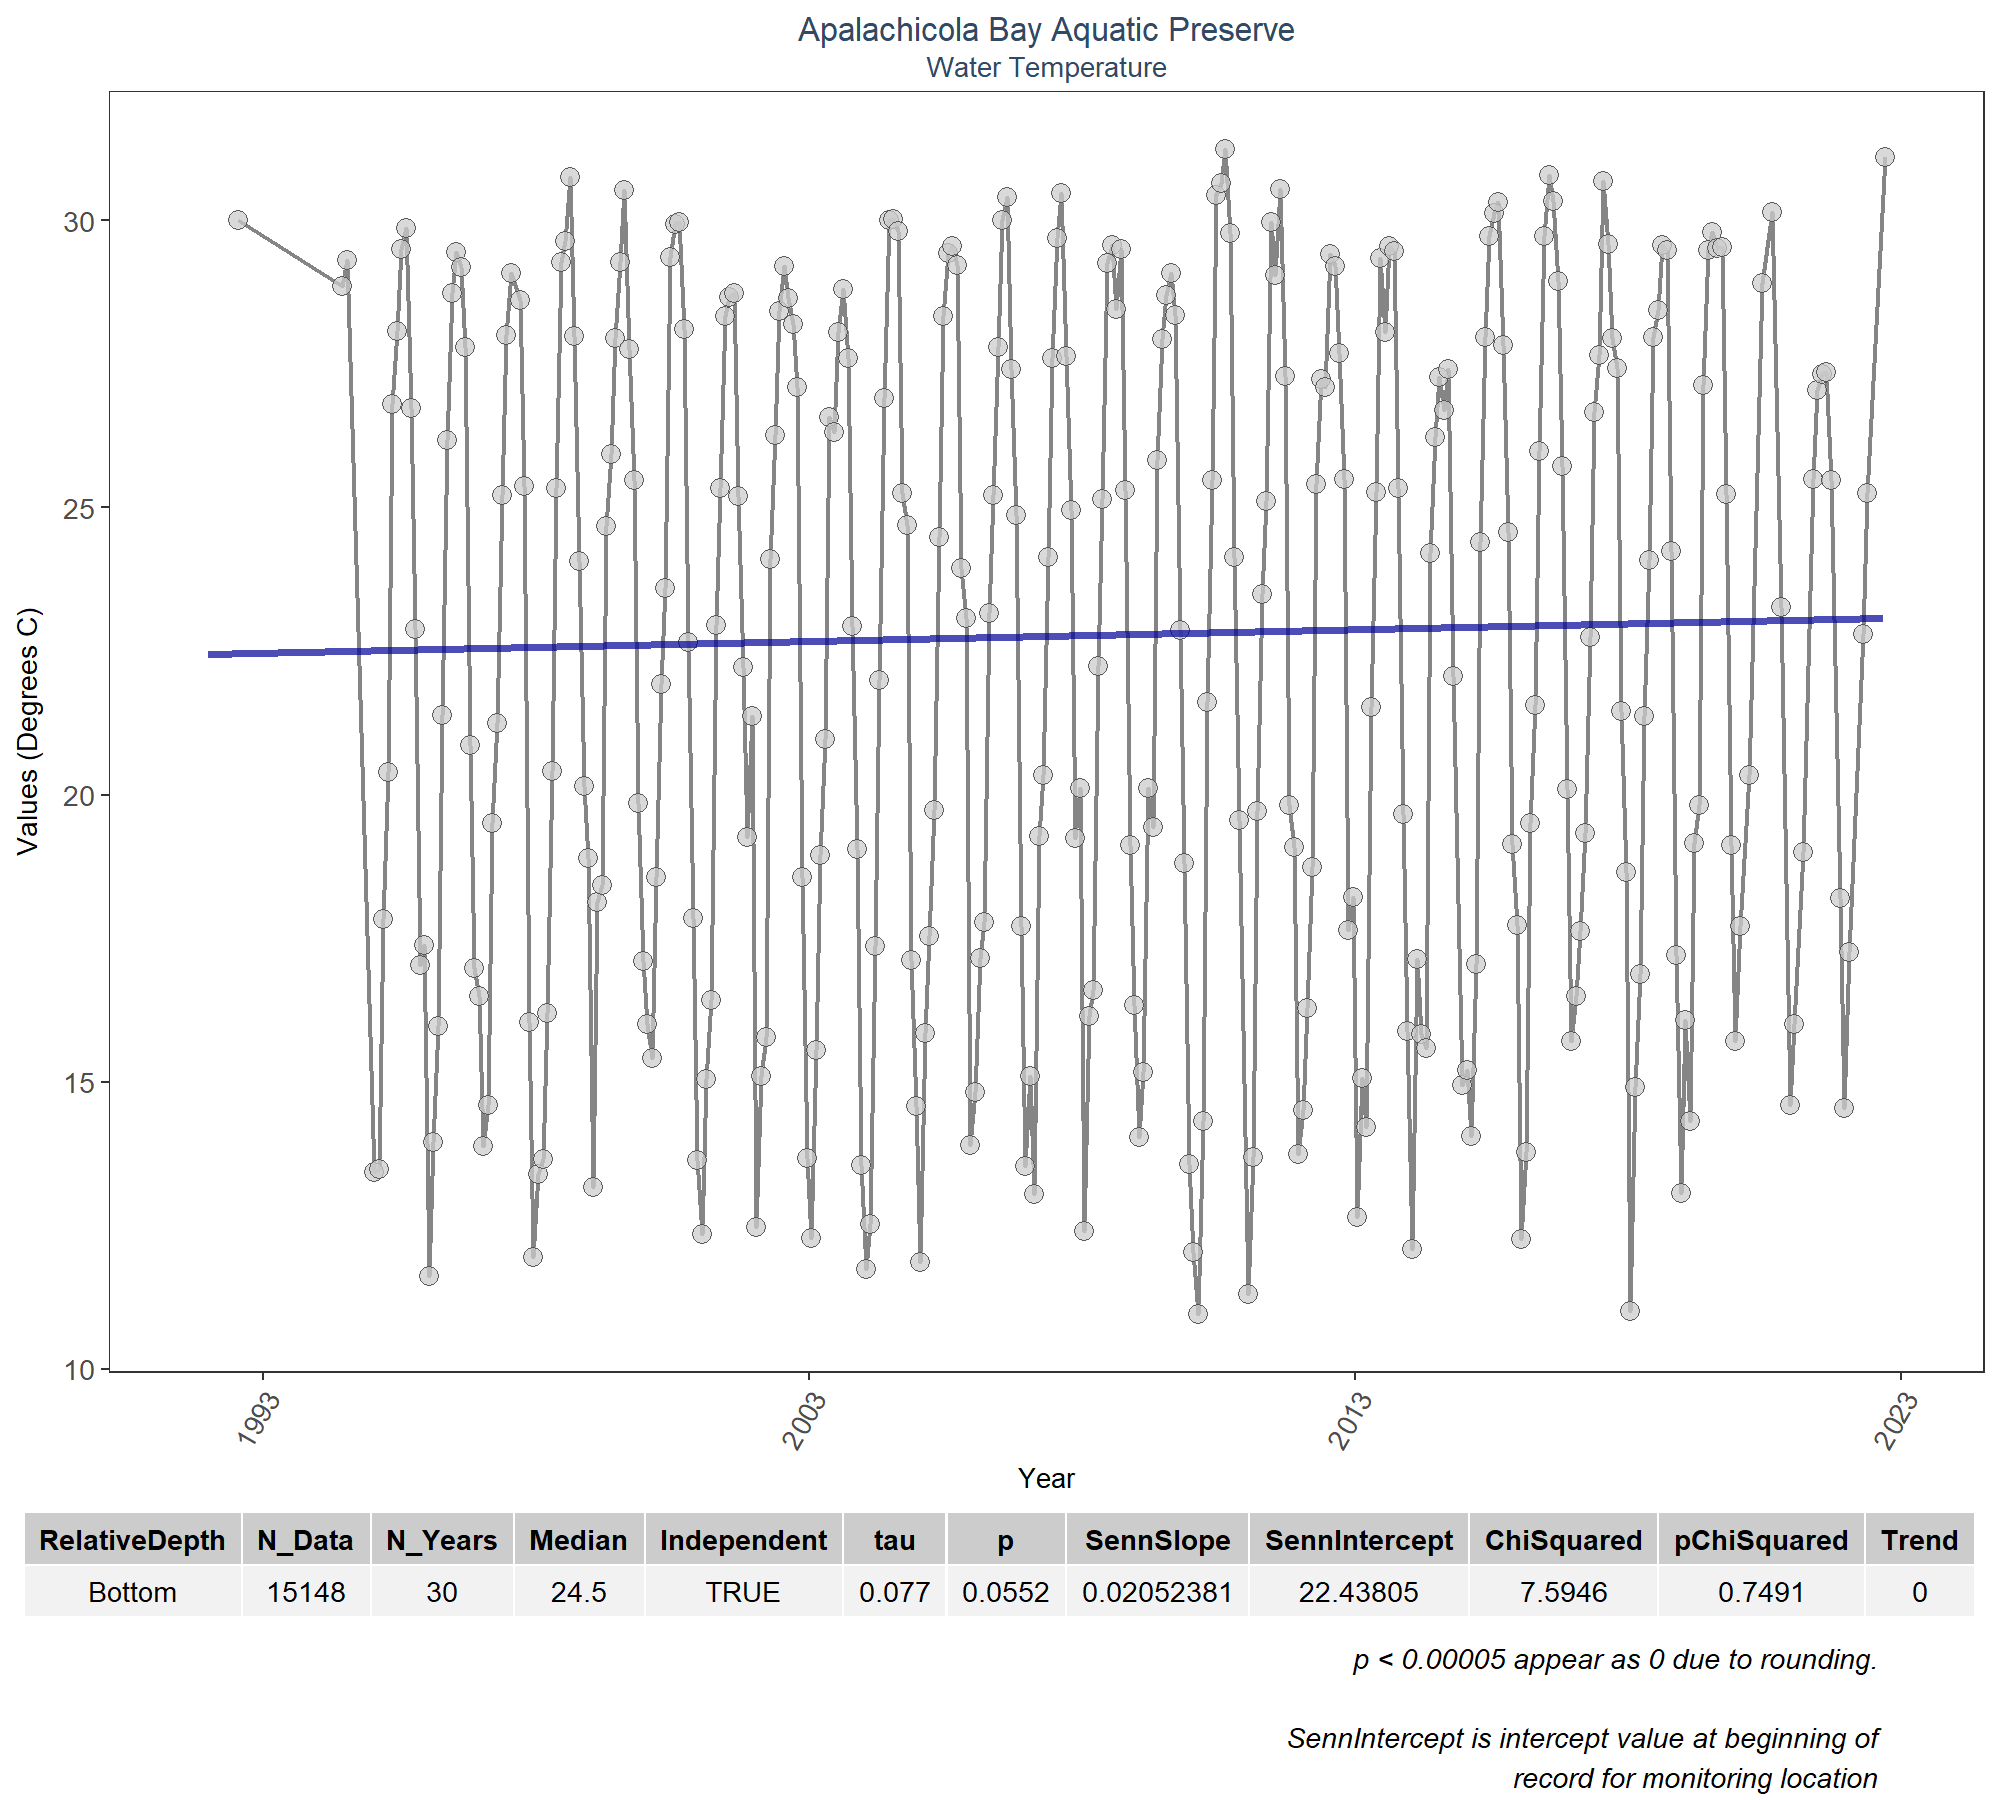 Apalachicola Bay Aquatic Preserve
Water Temperature
Values (Degrees C)
30
25
20
15
10
1993
2003
2013
2023
Year
RelativeDepth N_Data N_Years Median Independent tau p SennSlope SennIntercept ChiSquared pChiSquared Trend
Bottom 15148 30 24.5 TRUE 0.077 0.0552 0.02052381 22.43805 7.5946 0.7491 0
p < 0.00005 appear as 0 due to rounding.
SennIntercept is intercept value at beginning of
record for monitoring location